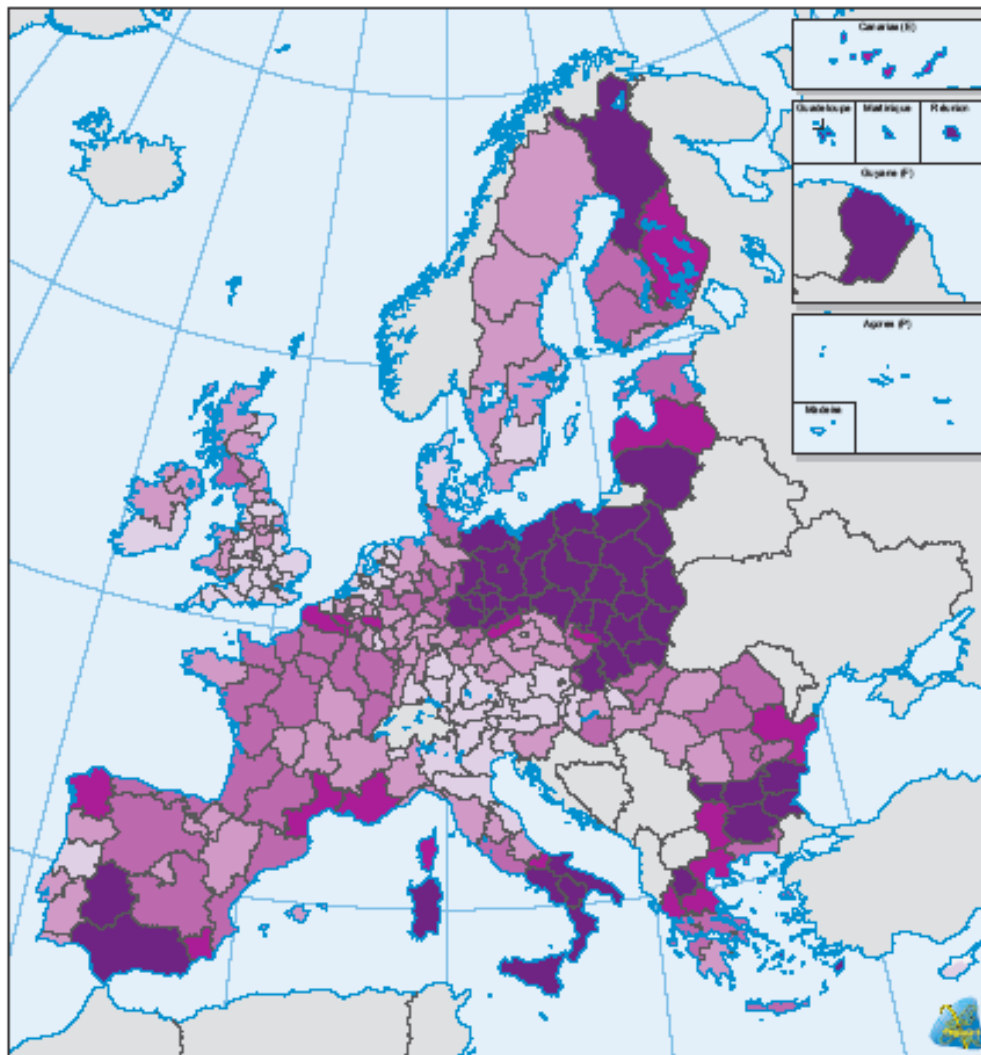 Canarias (E)
Guadeloupe
Martinique
Réunion
Guyane (F)
Açores (P)
Madeira